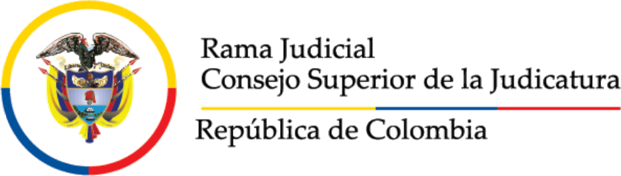 Rama Judicial
Consejo Superior de la Judicatura
República de Colombia